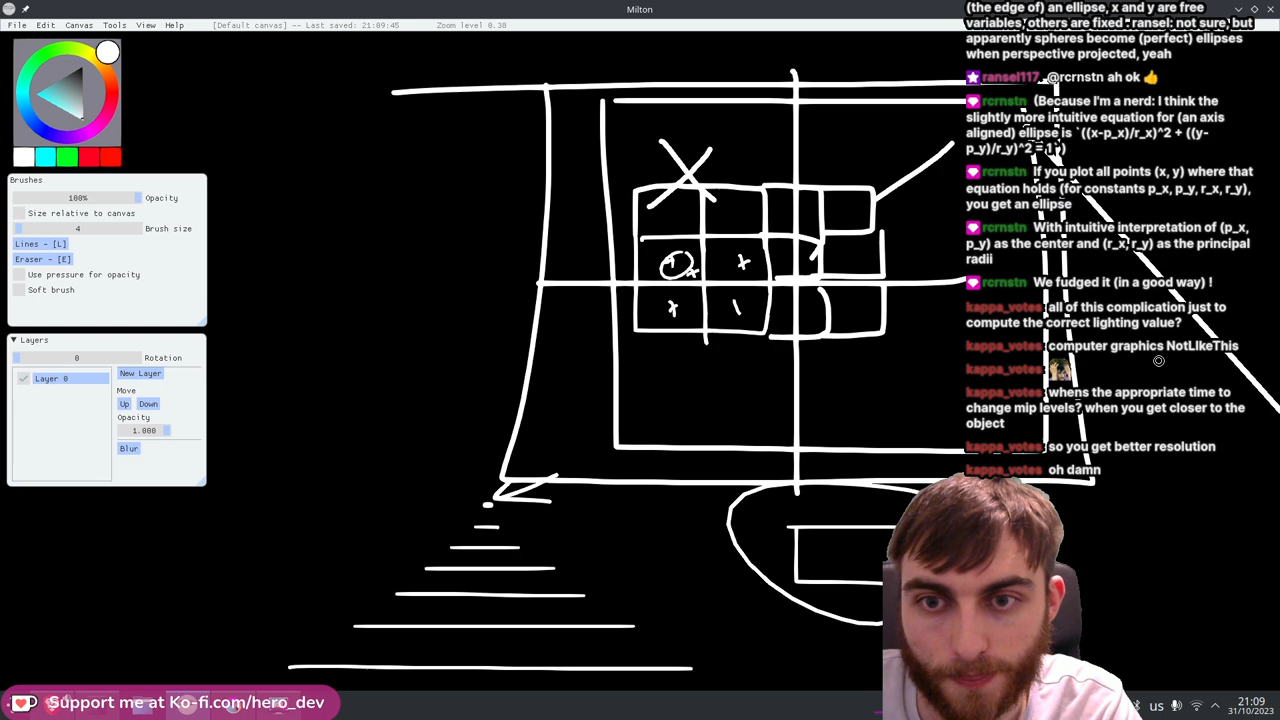 Milton
File Edit Canvas Tools View Help [Default canvas] -- Last saved: 21:09:45 Zoom level 0.38
Brushes
100% Opacity
Size relative to canvas
4 Brush size
Lines - [L]
Eraser - [E]
Use pressure for opacity
Soft brush
Layers
0 Rotation
Layer 0
New Layer
Move
Up Down
Opacity
1.000
Blur
(the edge of) an ellipse, x and y are free
variables, others are fixed : ransel: not sure, but
apparently spheres become (perfect) ellipses
when perspective projected, yeah
ransel117 @rcrnstn ah ok 👍
rcrnstn (Because I'm a nerd: I think the
slightly more intuitive equation for (an axis
aligned) ellipse is `((x-p_x)/r_x)^2 + ((y-
p_y)/r_y)^2 = 1`)
rcrnstn If you plot all points (x, y) where that
equation holds (for constants p_x, p_y, r_x, r_y),
you get an ellipse
rcrnstn With intuitive interpretation of (p_x,
p_y) as the center and (r_x, r_y) as the principal
radii
rcrnstn We fudged it (in a good way) !
kappa_votes all of this complication just to
compute the correct lighting value?
kappa_votes computer graphics NotLIkeThis
kappa_votes
kappa_votes whens the appropriate time to
change mip levels? when you get closer to the
object
kappa_votes so you get better resolution
kappa_votes oh damn
Support me at Ko-fi.com/hero_dev
US
21:09
31/10/2023